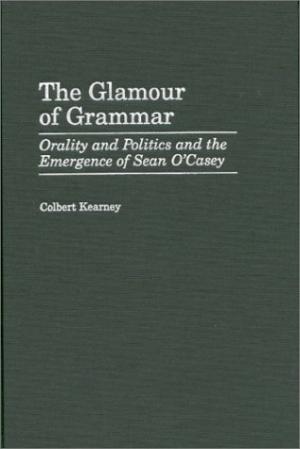 The Glamour
of Grammar
Orality and Politics and the
Emergence of Sean O'Casey
Colbert Kearney